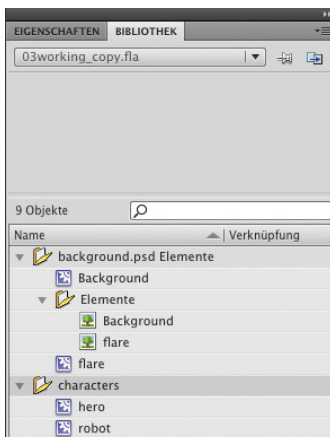 EIGENSCHAFTEN BIBLIOTHEK
03working_copy.fla
9 Objekte
Name Verknüpfung
background.psd Elemente
Background
Elemente
Background
flare
flare
characters
hero
robot